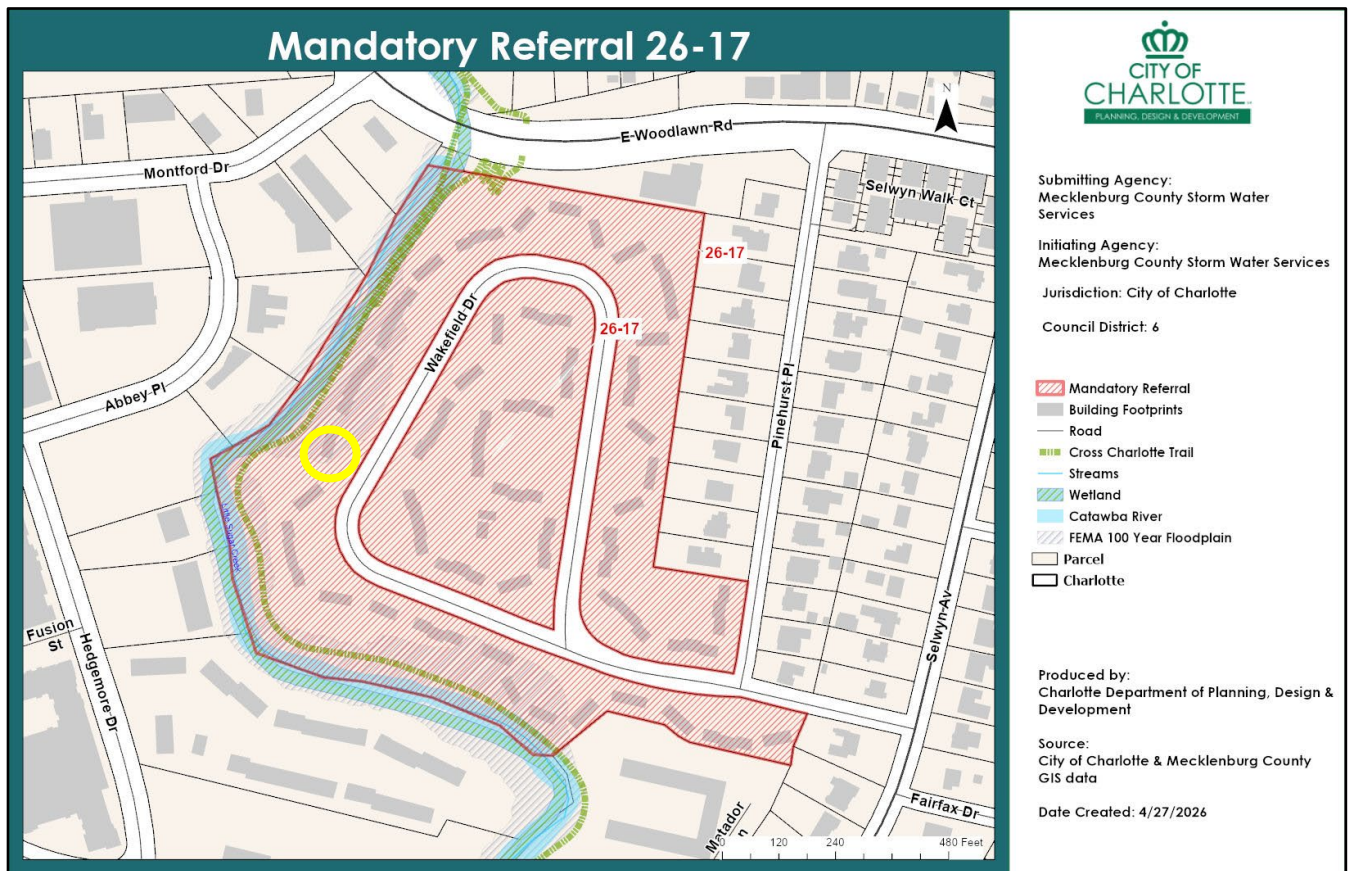 Mandatory Referral 26-17
N
E Woodlawn Rd
Montford Dr
Selwyn Walk Ct
26-17
26-17
Wakefield Dr
Abbey Pl
Pinehurst Pl
Little Sugar Creek
Selwyn Av
Fusion
St
Hedgemore Dr
Fairfax Dr
Matador
0 120 240 480 Feet
CITY OF
CHARLOTTE
PLANNING, DESIGN & DEVELOPMENT
Submitting Agency:
Mecklenburg County Storm Water
Services
Initiating Agency:
Mecklenburg County Storm Water Services
Jurisdiction: City of Charlotte
Council District: 6
Mandatory Referral
Building Footprints
Road
Cross Charlotte Trail
Streams
Wetland
Catawba River
FEMA 100 Year Floodplain
Parcel
Charlotte
Produced by:
Charlotte Department of Planning, Design &
Development
Source:
City of Charlotte & Mecklenburg County
GIS data
Date Created: 4/27/2026